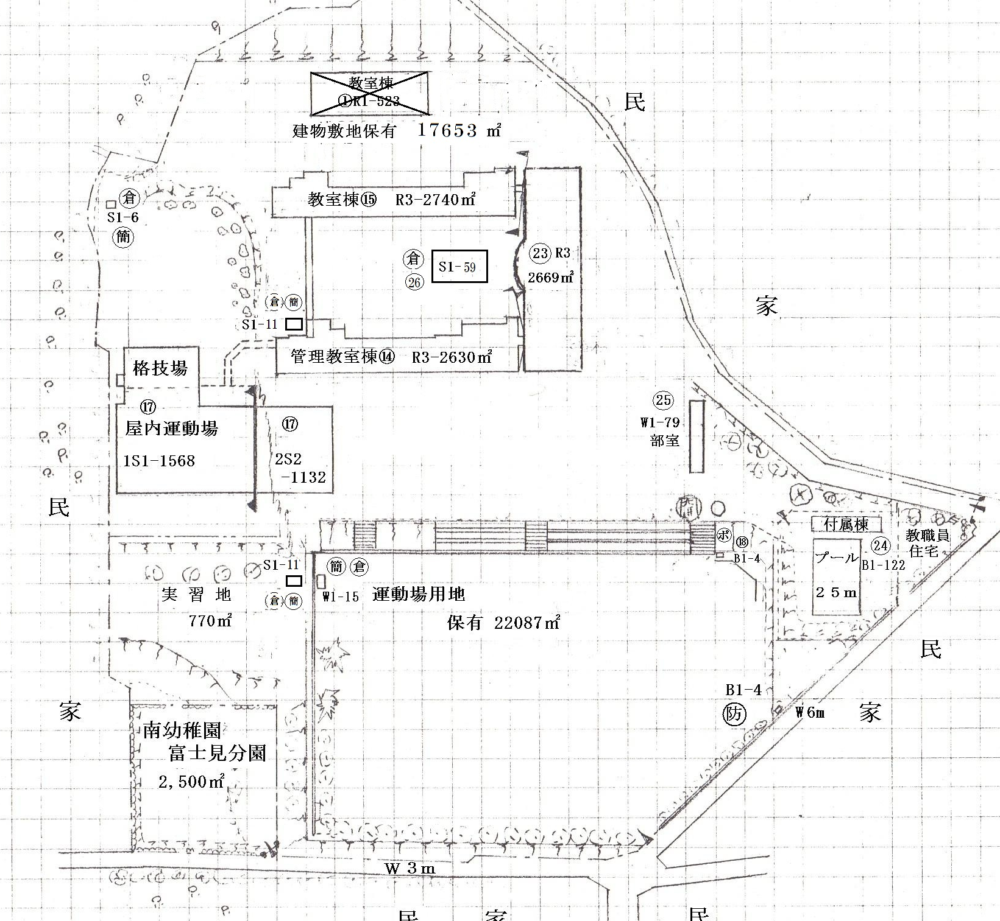 教室棟
①R1-523
民
建物敷地保有 17653 ㎡
倉
S1-6
簡
教室棟⑮ R3-2740㎡
倉
㉖
S1-59
㉓ R3
2669㎡
家
倉 簡
S1-11
管理教室棟⑭ R3-2630㎡
格技場
⑰
屋内運動場
1S1-1568
⑰
2S2
-1132
㉕
W1-79
部室
民
付属棟
教職員
住宅
プール
25m
㉔
B1-122
ポ
⑱
B1-4
S1-11
倉 簡
簡 倉
W1-15
運動場用地
保有 22087㎡
実習地
770㎡
民
B1-4
防
W6m
家
家
南幼稚園
富士見分園
2,500㎡
W3m
民 家 民